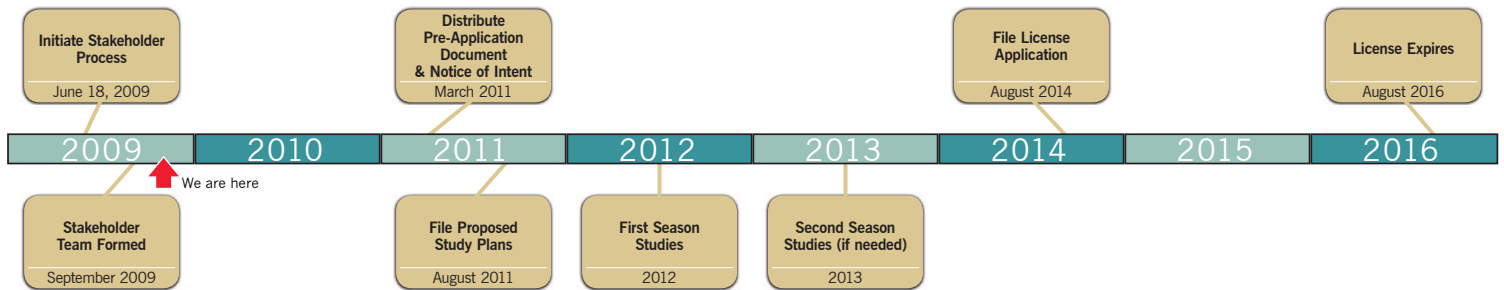 Initiate Stakeholder
Process
June 18, 2009
Distribute
Pre-Application
Document
& Notice of Intent
March 2011
File License
Application
August 2014
License Expires
August 2016
2009
2010
2011
2012
2013
2014
2015
2016
We are here
Stakeholder
Team Formed
September 2009
File Proposed
Study Plans
August 2011
First Season
Studies
2012
Second Season
Studies (if needed)
2013